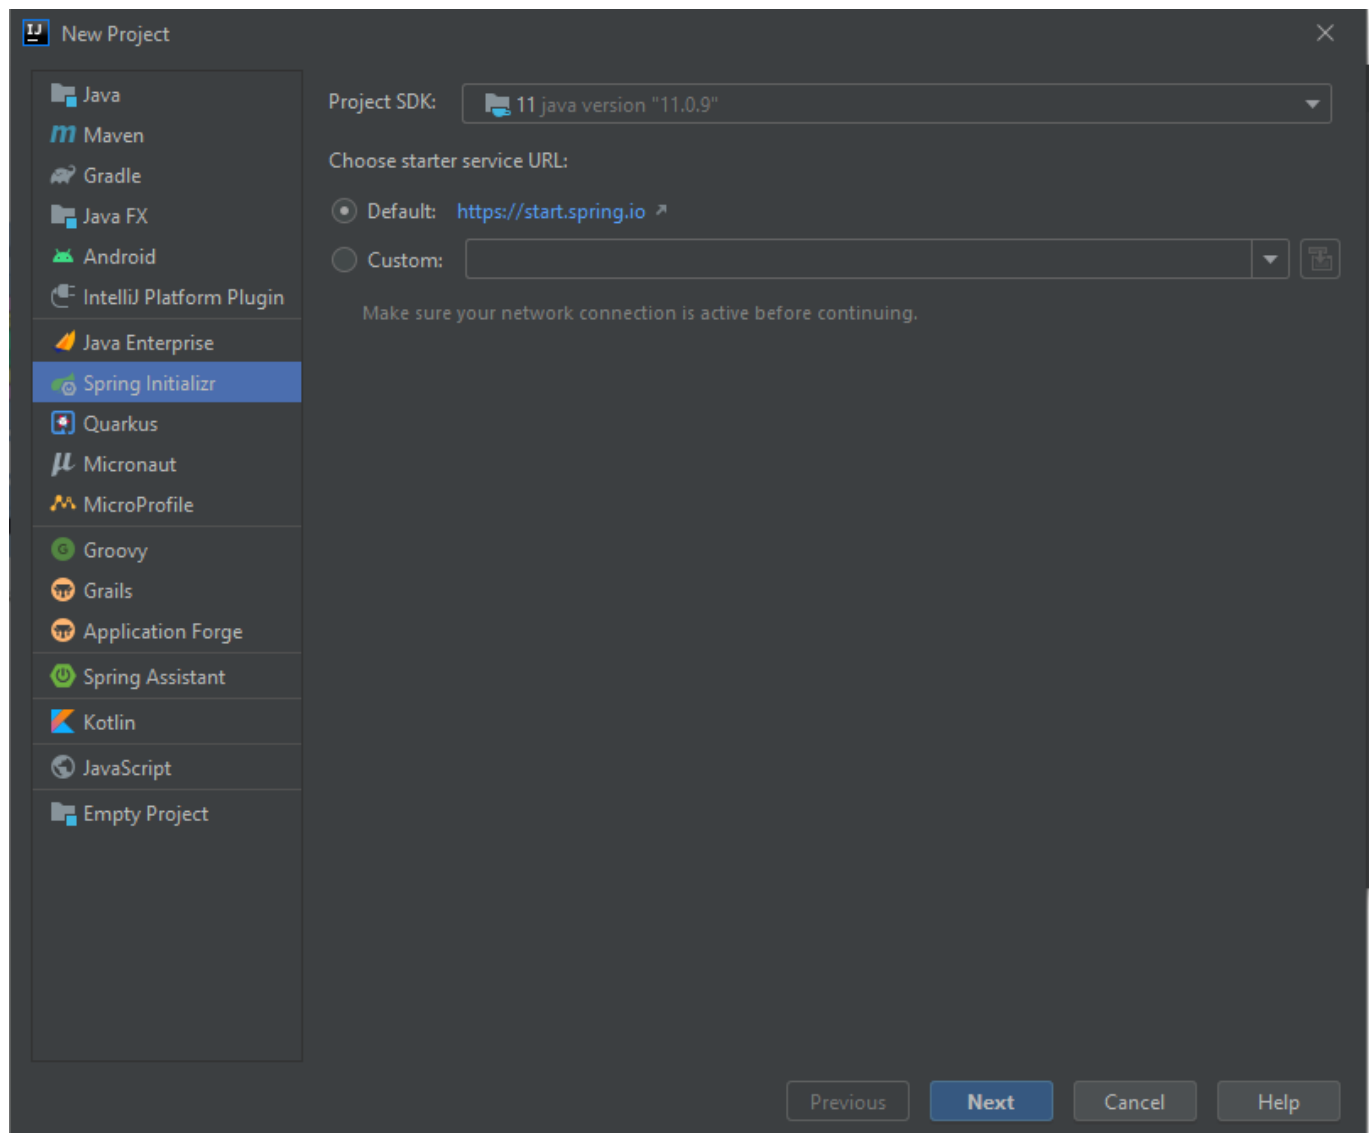 New Project
Java
Maven
Gradle
Java FX
Android
IntelliJ Platform Plugin
Java Enterprise
Spring Initializr
Quarkus
Micronaut
MicroProfile
Groovy
Grails
Application Forge
Spring Assistant
Kotlin
JavaScript
Empty Project
Project SDK: 11 java version "11.0.9"
Choose starter service URL:
Default: https://start.spring.io
Custom:
Make sure your network connection is active before continuing.
Previous Next Cancel Help